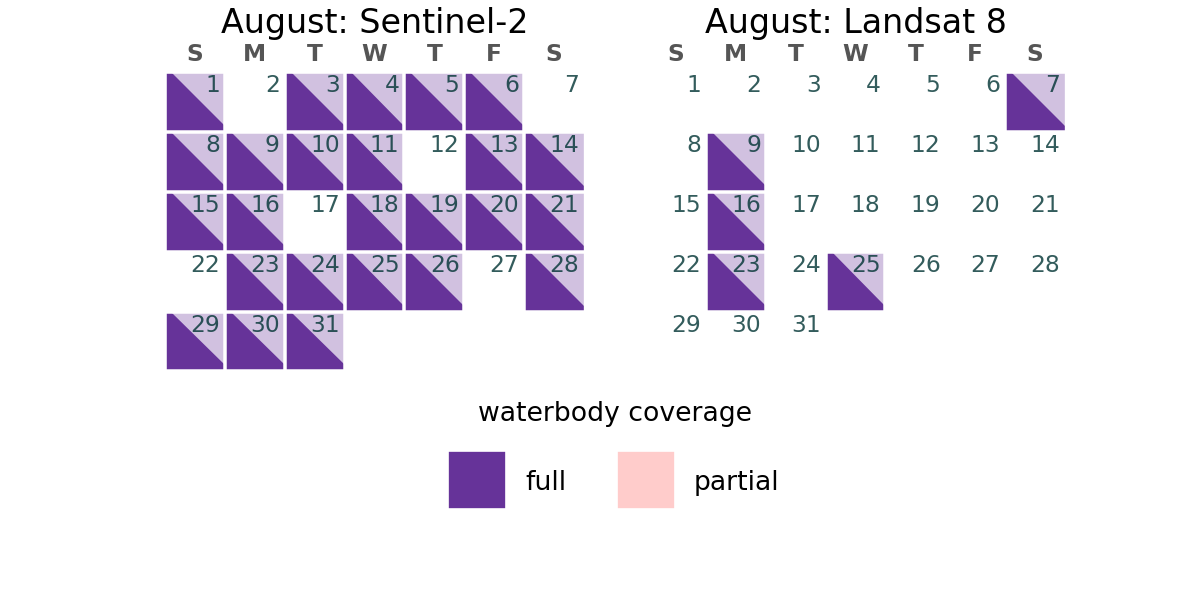 August: Sentinel-2
S M T W T F S
1 2 3 4 5 6 7
8 9 10 11 12 13 14
15 16 17 18 19 20 21
22 23 24 25 26 27 28
29 30 31
August: Landsat 8
S M T W T F S
1 2 3 4 5 6 7
8 9 10 11 12 13 14
15 16 17 18 19 20 21
22 23 24 25 26 27 28
29 30 31
waterbody coverage
full partial